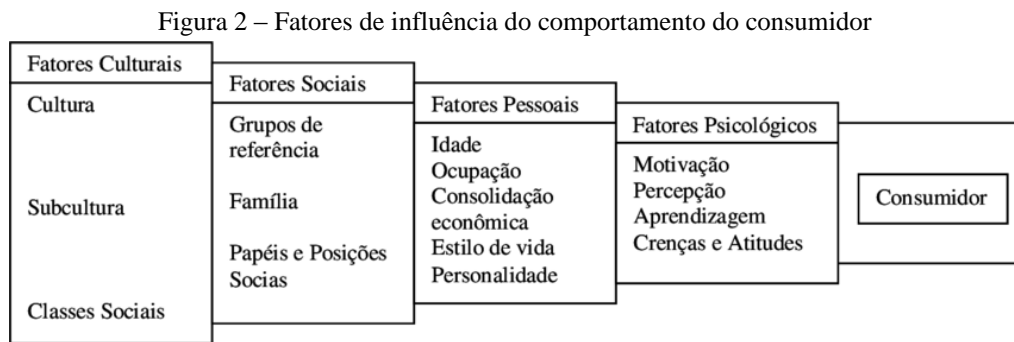 Figura 2 – Fatores de influência do comportamento do consumidor
Fatores Culturais
Cultura
Subcultura
Classes Sociais
Fatores Sociais
Grupos de
referência
Família
Papéis e Posições
Socias
Fatores Pessoais
Idade
Ocupação
Consolidação
econômica
Estilo de vida
Personalidade
Fatores Psicológicos
Motivação
Percepção
Aprendizagem
Crenças e Atitudes
Consumidor